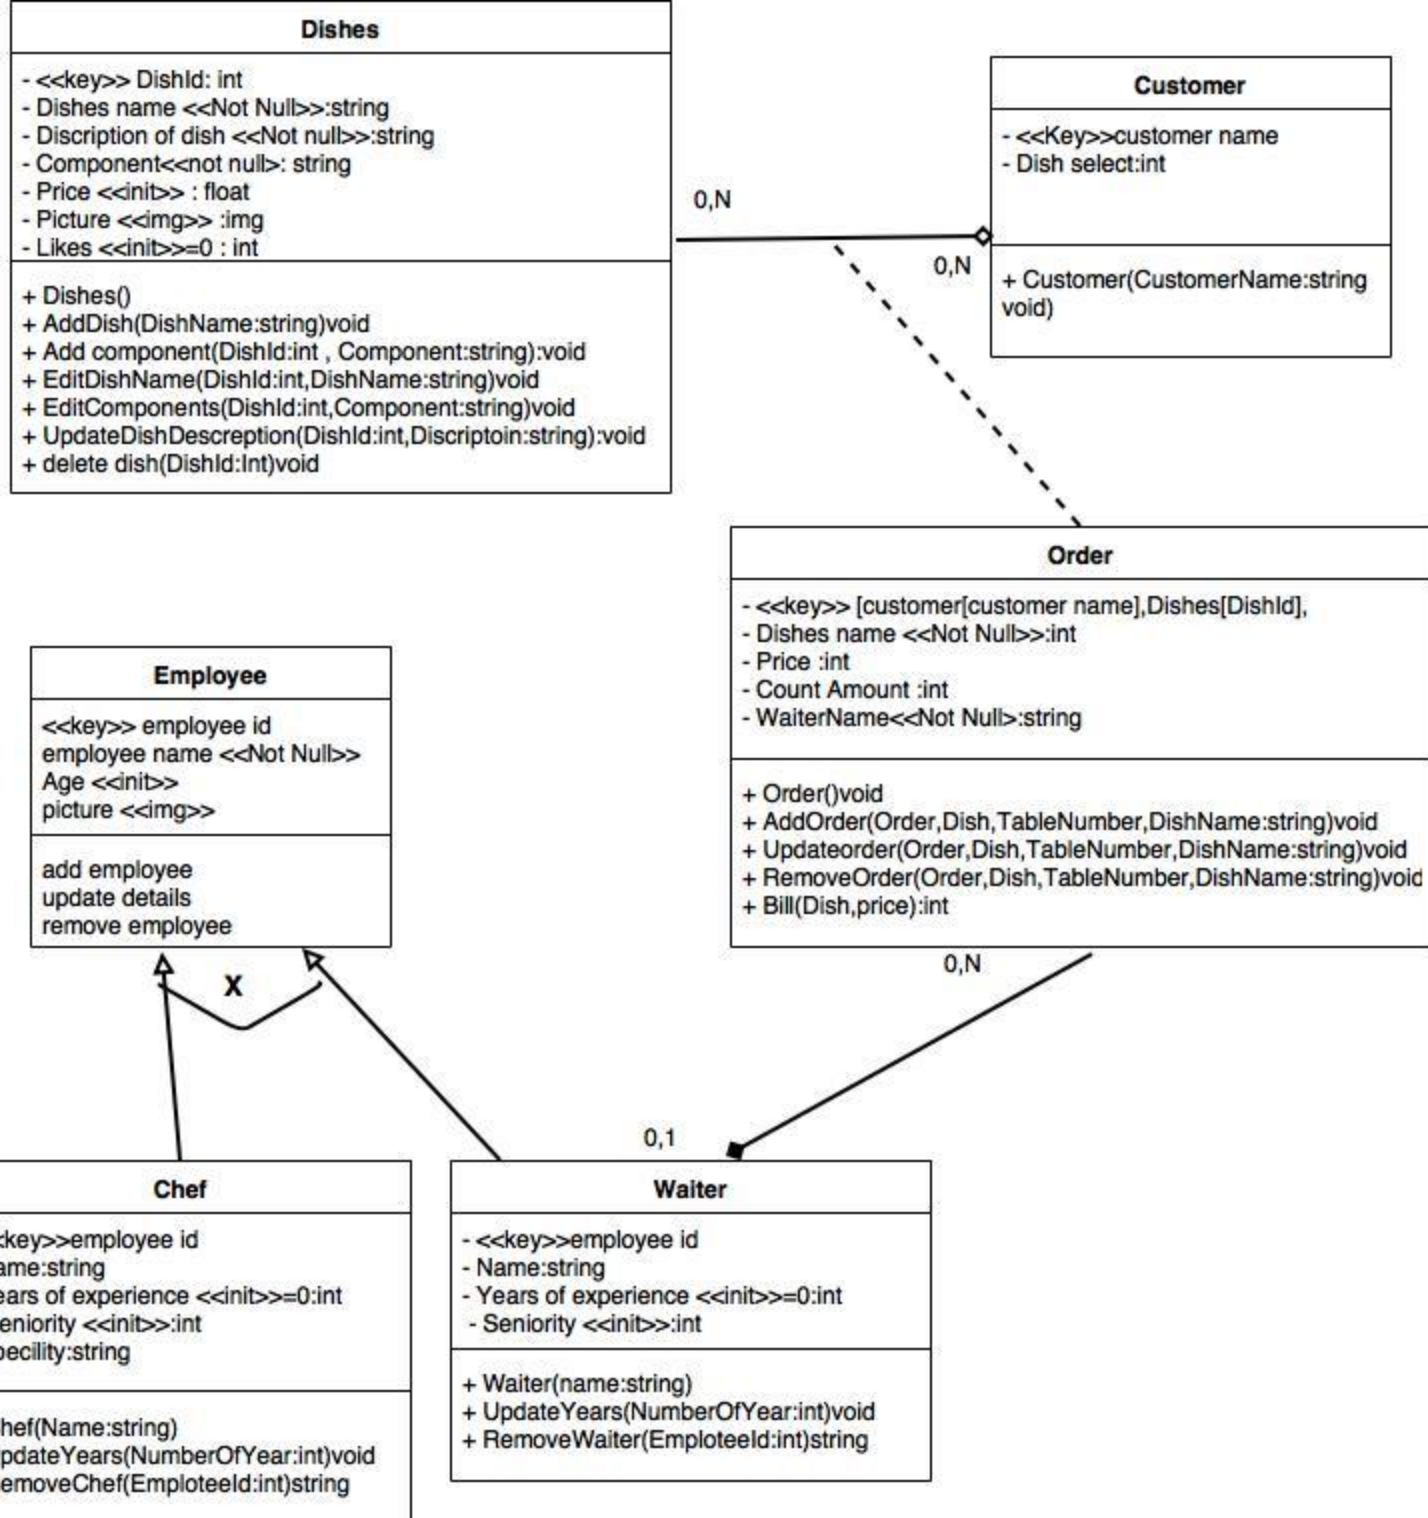 Dishes
- <<key>> DishId: int
- Dishes name <<Not Null>>:string
- Discription of dish <<Not null>>:string
- Component<<not null>: string
- Price <<init>> : float
- Picture <<img>> :img
- Likes <<init>>=0 : int
+ Dishes()
+ AddDish(DishName:string)void
+ Add component(DishId:int , Component:string):void
+ EditDishName(DishId:int,DishName:string)void
+ EditComponents(DishId:int,Component:string)void
+ UpdateDishDescreption(DishId:int,Discriptoin:string):void
+ delete dish(DishId:Int)void
0,N
0,N
Customer
- <<Key>>customer name
- Dish select:int
+ Customer(CustomerName:string
void)
Order
- <<key>> [customer[customer name],Dishes[DishId],
- Dishes name <<Not Null>>:int
- Price :int
- Count Amount :int
- WaiterName<<Not Null>:string
+ Order()void
+ AddOrder(Order,Dish,TableNumber,DishName:string)void
+ Updateorder(Order,Dish,TableNumber,DishName:string)void
+ RemoveOrder(Order,Dish,TableNumber,DishName:string)void
+ Bill(Dish,price):int
Employee
<<key>> employee id
employee name <<Not Null>>
Age <<init>>
picture <<img>>
add employee
update details
remove employee
X
0,N
0,1
Chef
<key>>employee id
ame:string
ears of experience <<init>>=0:int
eniority <<init>>:int
pecility:string
hef(Name:string)
pdateYears(NumberOfYear:int)void
emoveChef(EmploteeId:int)string
Waiter
- <<key>>employee id
- Name:string
- Years of experience <<init>>=0:int
- Seniority <<init>>:int
+ Waiter(name:string)
+ UpdateYears(NumberOfYear:int)void
+ RemoveWaiter(EmploteeId:int)string